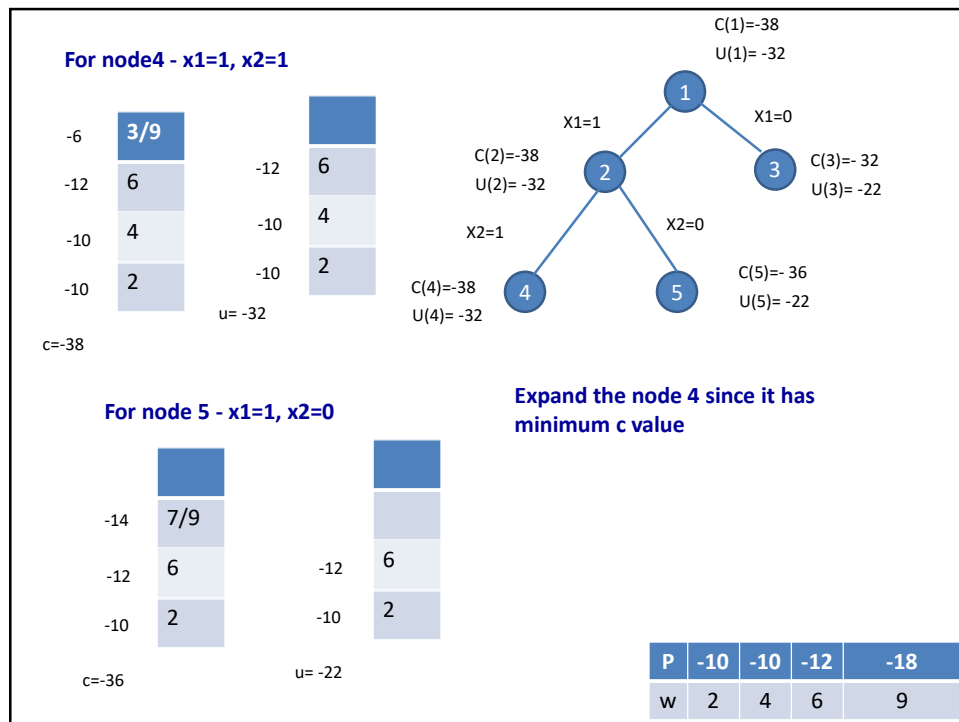 For node4 - x1=1, x2=1
-6 3/9
-12 6
-10 4
-10 2
c=-38
-12 6
-10 4
-10 2
u= -32
C(1)=-38
U(1)= -32
1
X1=1
X1=0
C(2)=-38
U(2)= -32
2
3
C(3)=- 32
U(3)= -22
X2=1
X2=0
C(4)=-38
U(4)= -32
4
5
C(5)=- 36
U(5)= -22
For node 5 - x1=1, x2=0
-14 7/9
-12 6
-10 2
c=-36
-12 6
-10 2
u= -22
Expand the node 4 since it has
minimum c value
P -10 -10 -12 -18
w 2 4 6 9